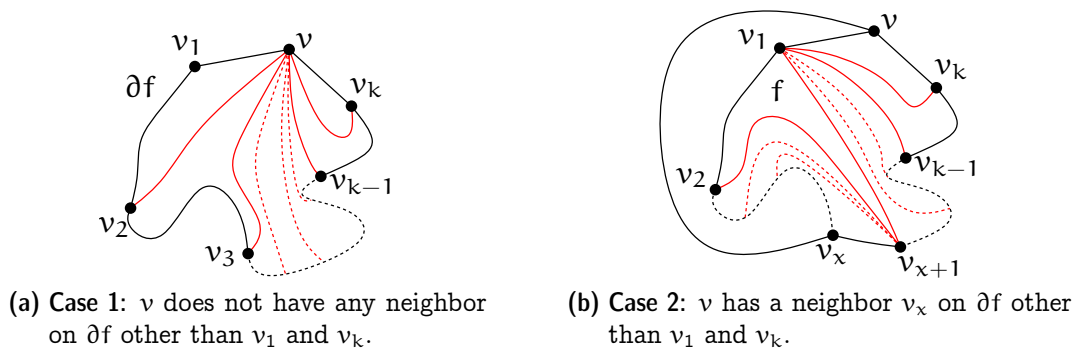 v₁
v
∂f
vₖ
v₂
v₃
vₖ₋₁
(a) Case 1: v does not have any neighbor
on ∂f other than v₁ and vₖ.
v₁
v
f
vₖ
v₂
vₖ₋₁
vₓ
vₓ₊₁
(b) Case 2: v has a neighbor vₓ on ∂f other
than v₁ and vₖ.